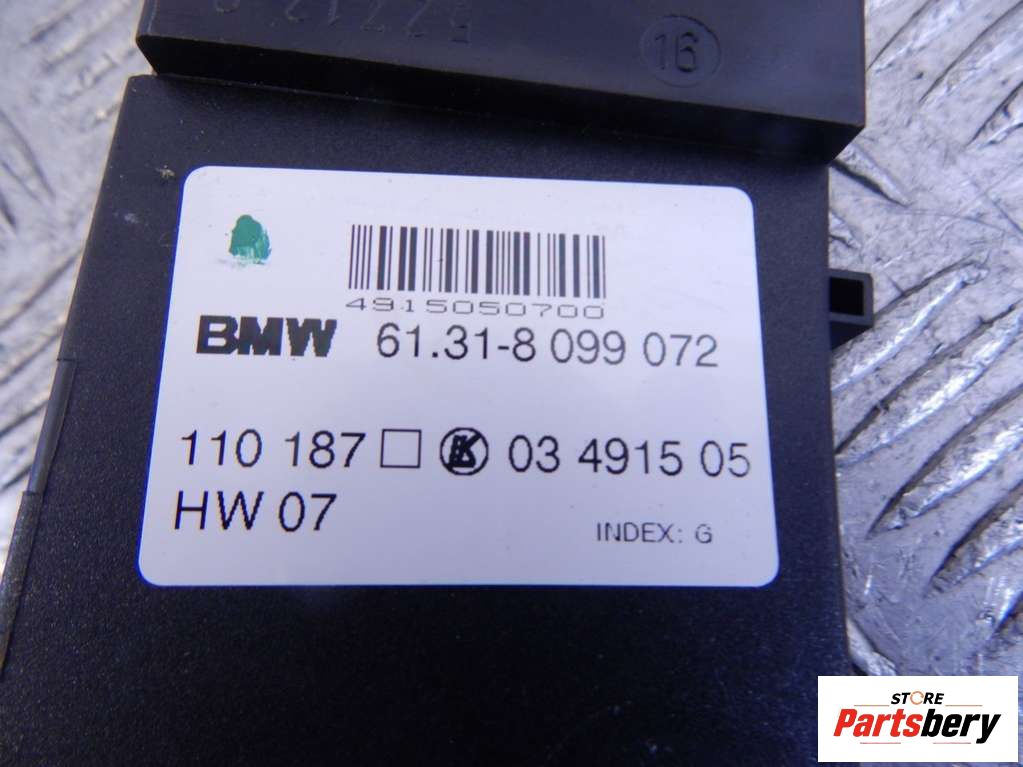 16
4915050700
BMW 61.31-8 099 072
110 187 03 4915 05
HW 07
INDEX: G
STORE
Partsbery